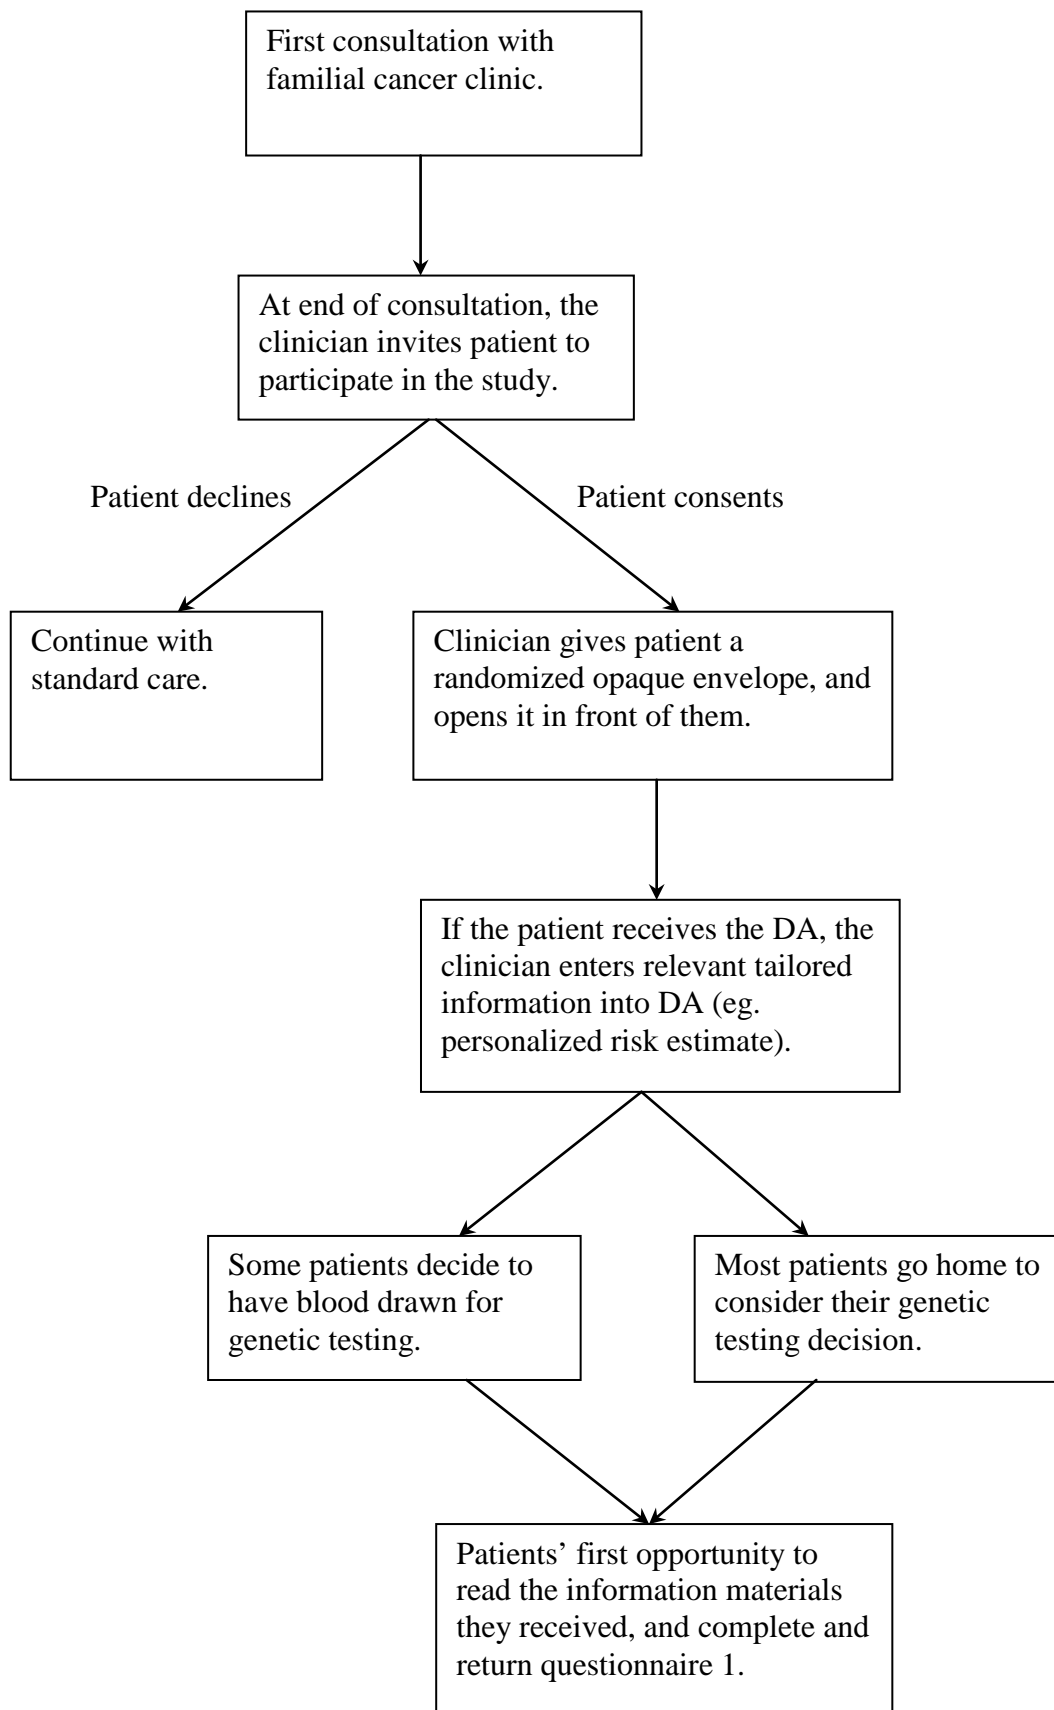 First consultation with
familial cancer clinic.
At end of consultation, the
clinician invites patient to
participate in the study.
Patient declines
Patient consents
Continue with
standard care.
Clinician gives patient a
randomized opaque envelope, and
opens it in front of them.
If the patient receives the DA, the
clinician enters relevant tailored
information into DA (eg.
personalized risk estimate).
Some patients decide to
have blood drawn for
genetic testing.
Most patients go home to
consider their genetic
testing decision.
Patients’ first opportunity to
read the information materials
they received, and complete and
return questionnaire 1.